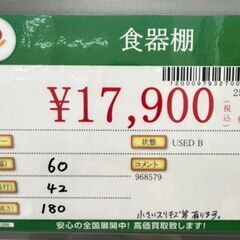 食器棚
1200097932700
¥17,900
(税込)
状態 USED B
コメント
968579
60
42
180
小さいスリキズ等有ります。
安心の全国展開中!高価買取致します!